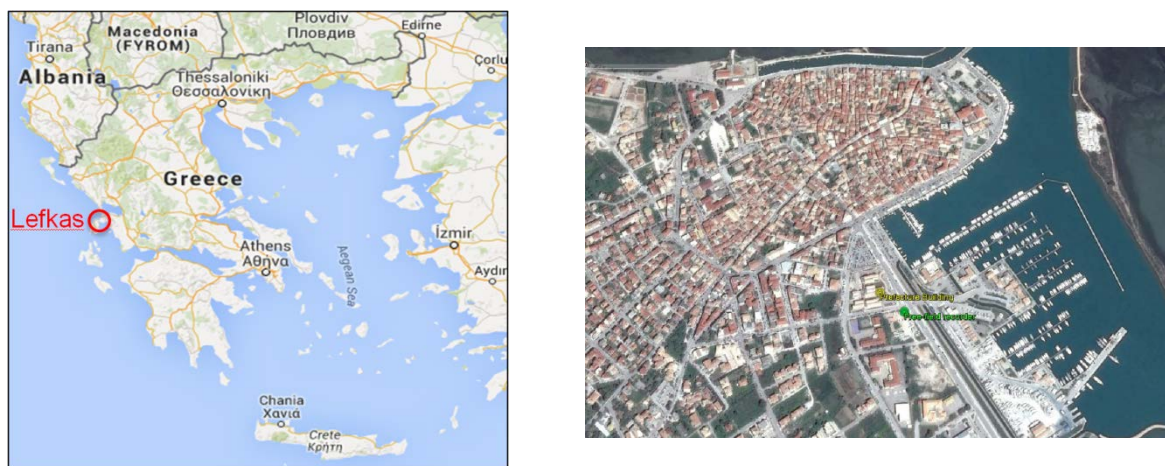 Plovdiv
Пловдив
Edirne
Macedonia
(FYROM)
Tirana
Çorlu
Albania
Thessaloniki
Θεσσαλονίκη
Greece
Lefkas
Athens
Αθήνα
Aegean Sea
İzmir
Aydın
Chania
Χανιά
Crete
Κρήτη
Free-field recorder